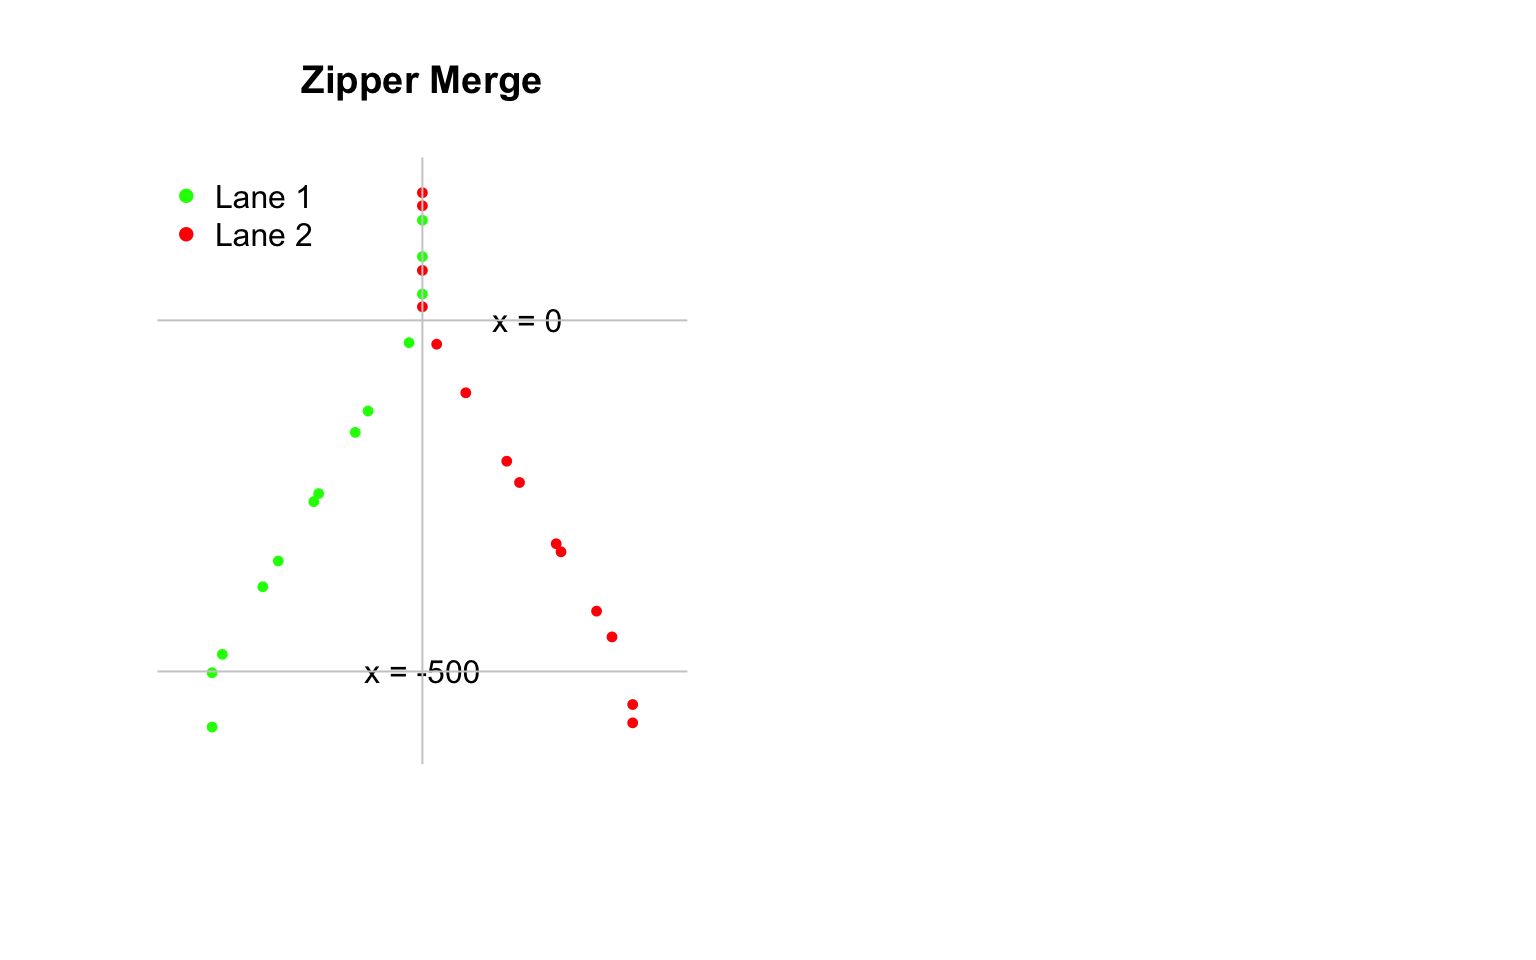 Zipper Merge
Lane 1
Lane 2
x = 0
x = -500